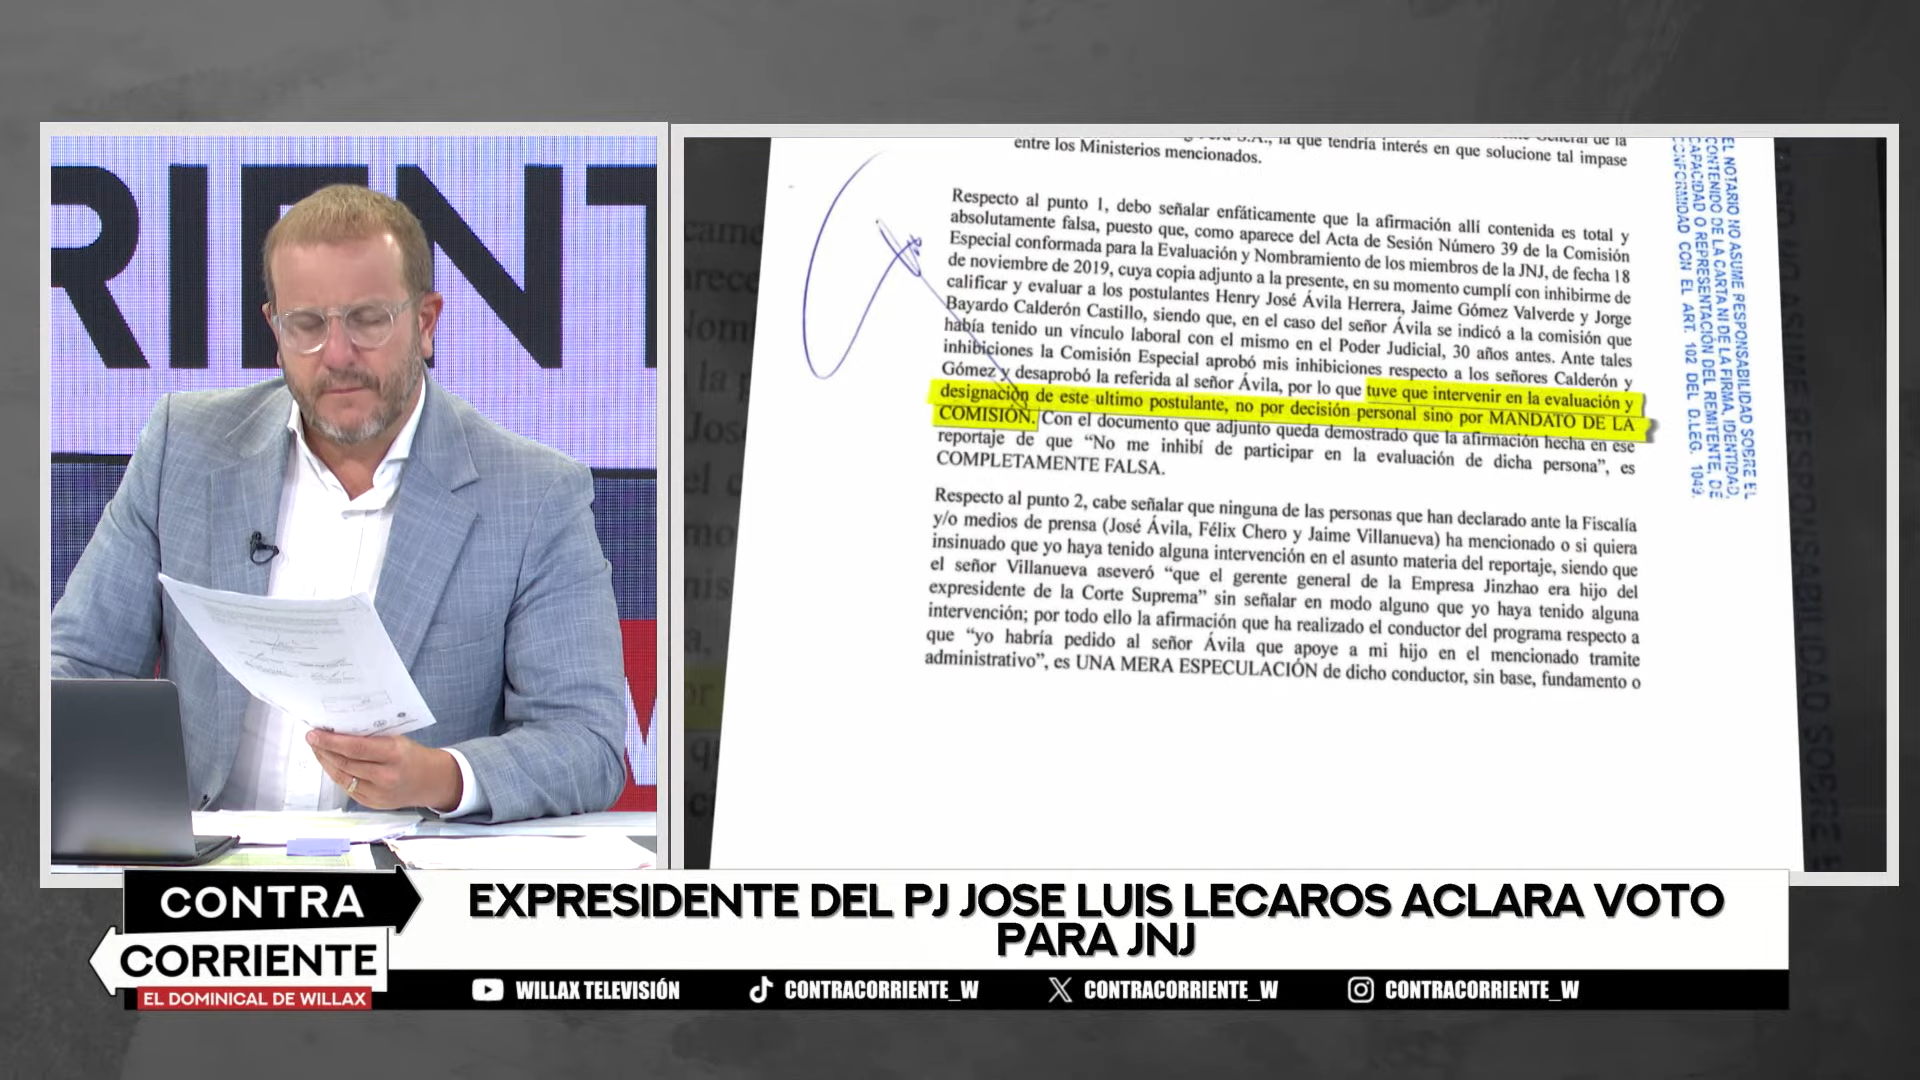 RIENT
General de la
S.A., la que tendría interés en que solucione tal impase
entre los Ministerios mencionados.
Respecto al punto 1, debo señalar enfáticamente que la afirmación allí contenida es total y
absolutamente falsa, puesto que, como aparece del Acta de Sesión Número 39 de la Comisión
Especial conformada para la Evaluación y Nombramiento de los miembros de la JNJ, de fecha 18
de noviembre de 2019, cuya copia adjunto a la presente, en su momento cumplí con inhibirme de
calificar y evaluar a los postulantes Henry José Ávila Herrera, Jaime Gómez Valverde y Jorge
Bayardo Calderón Castillo, siendo que, en el caso del señor Ávila se indicó a la comisión que
había tenido un vínculo laboral con el mismo en el Poder Judicial, 30 años antes. Ante tales
inhibiciones la Comisión Especial aprobó mis inhibiciones respecto a los señores Calderón y
Gómez y desaprobó la referida al señor Ávila, por lo que tuve que intervenir en la evaluación y
designación de este ultimo postulante, no por decisión personal sino por MANDATO DE LA
COMISIÓN. Con el documento que adjunto queda demostrado que la afirmación hecha en ese
reportaje de que “No me inhibí de participar en la evaluación de dicha persona”, es
COMPLETAMENTE FALSA.
Respecto al punto 2, cabe señalar que ninguna de las personas que han declarado ante la Fiscalía
y/o medios de prensa (José Ávila, Félix Chero y Jaime Villanueva) ha mencionado o si quiera
insinuado que yo haya tenido alguna intervención en el asunto materia del reportaje, siendo que
el señor Villanueva aseveró “que el gerente general de la Empresa Jinzhao era hijo del
expresidente de la Corte Suprema” sin señalar en modo alguno que yo haya tenido alguna
intervención; por todo ello la afirmación que ha realizado el conductor del programa respecto a
que “yo habría pedido al señor Ávila que apoye a mi hijo en el mencionado tramite
administrativo”, es UNA MERA ESPECULACIÓN de dicho conductor, sin base, fundamento o
EL NOTARIO NO ASUME RESPONSABILIDAD SOBRE EL
CONTENIDO DE LA CARTA NI DE LA FIRMA, IDENTIDAD,
CAPACIDAD O REPRESENTACIÓN DEL REMITENTE, DE
CONFORMIDAD CON EL ART. 102 DEL D.LEG. 1049.
CONTRA
CORRIENTE
EL DOMINICAL DE WILLAX
EXPRESIDENTE DEL PJ JOSE LUIS LECAROS ACLARA VOTO
PARA JNJ
WILLAX TELEVISIÓN
CONTRACORRIENTE_W
CONTRACORRIENTE_W
CONTRACORRIENTE_W